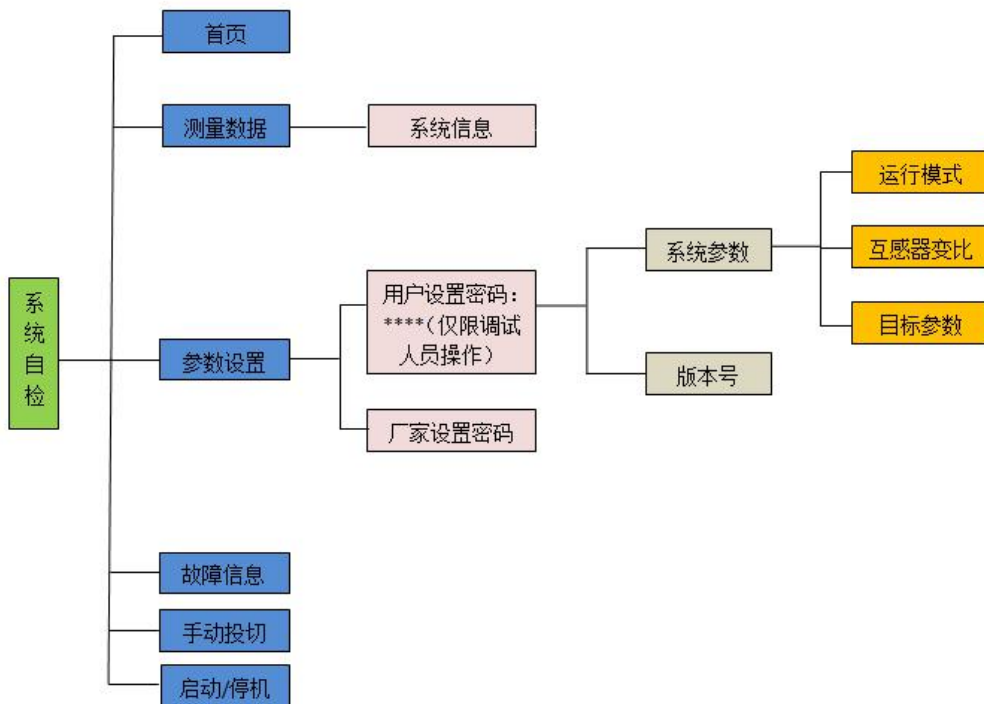 首页
测量数据
系统信息
运行模式
系统参数
互感器变比
目标参数
系
统
自
检
参数设置
用户设置密码：
****（仅限调试
人员操作）
版本号
厂家设置密码
故障信息
手动投切
启动/停机